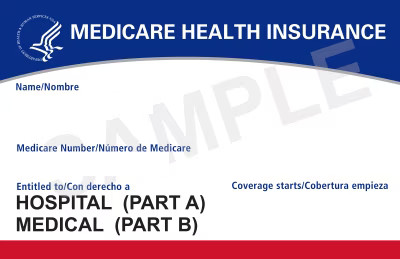 MEDICARE HEALTH INSURANCE
SAMPLE
Name/Nombre
Medicare Number/Número de Medicare
Entitled to/Con derecho a
Coverage starts/Cobertura empieza
HOSPITAL (PART A)
MEDICAL (PART B)